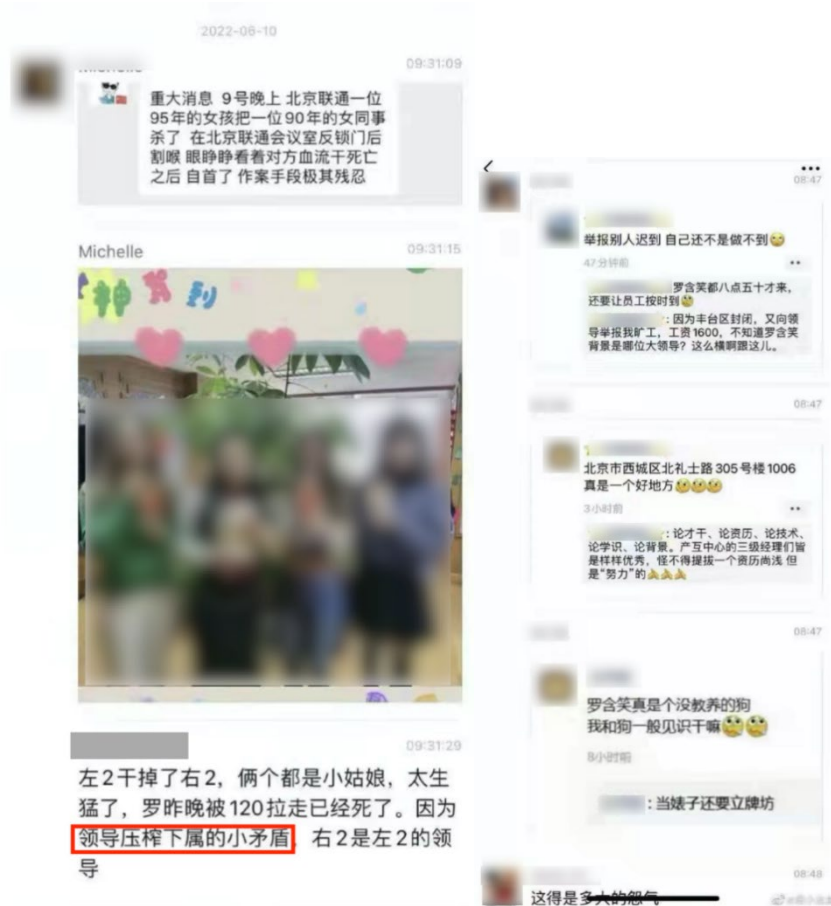 2022-06-10
09:31:09
重大消息 9号晚上 北京联通一位
95年的女孩把一位90年的女同事
杀了 在北京联通会议室反锁门后
割喉 眼睁睁看着对方血流干死亡
之后 自首了 作案手段极其残忍
Michelle
09:31:15
神
到
09:31:29
左2干掉了右2，俩个都是小姑娘，太生
猛了，罗昨晚被120拉走已经死了。因为
领导压榨下属的小矛盾
右2是左2的领
导
08:47
举报别人迟到 自己还不是做不到
47分钟前
罗含笑都八点五十才来，
还要让员工按时到
：因为丰台区封闭，又向领
导举报我旷工，工资1600，不知道罗含笑
背景是哪位大领导？这么横啊跟这儿。
08:47
北京市西城区北礼士路305号楼1006
真是一个好地方
3小时前
：论才干、论资历、论技术、
论学识、论背景。产互中心的三级经理们皆
是样样优秀，怪不得提拔一个资历尚浅 但
是“努力”的
08:47
罗含笑真是个没教养的狗
我和狗一般见识干嘛
8小时前
：当婊子还要立牌坊
08:48
这得是多大的怨气